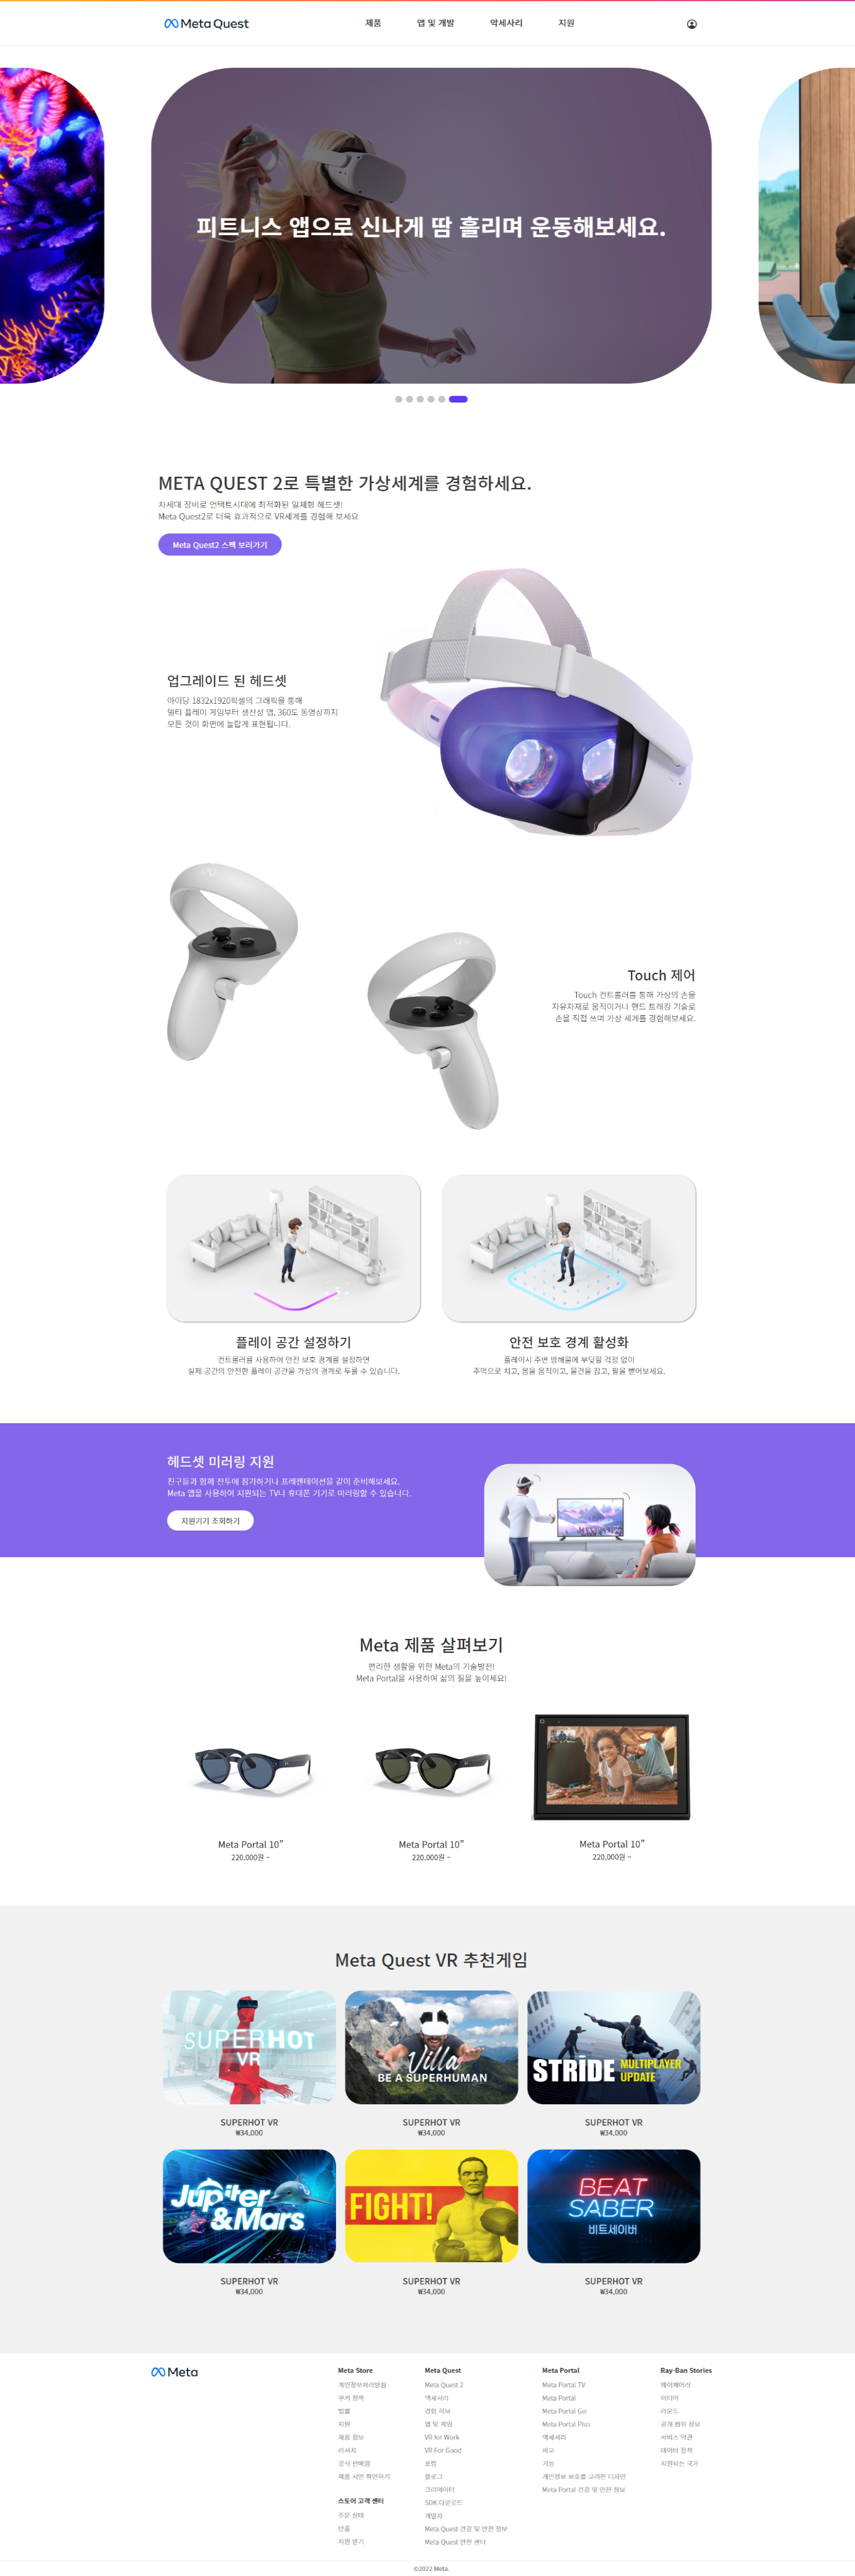 Meta Quest
제품
앱 및 개발
악세사리
지원
피트니스 앱으로 신나게 땀 흘리며 운동해보세요.
META QUEST 2로 특별한 가상세계를 경험하세요.
차세대 장비로 언택트시대에 최적화된 일체형 헤드셋!
Meta Quest2로 더욱 효과적으로 VR세계를 경험해 보세요
Meta Quest2 스펙 보러가기
업그레이드 된 헤드셋
아이당 1832x1920픽셀의 그래픽을 통해
멀티 플레이 게임부터 생산성 앱, 360도 동영상까지
모든 것이 화면에 놀랍게 표현됩니다.
Touch 제어
Touch 컨트롤러를 통해 가상의 손을
자유자재로 움직이거나 핸드 트래킹 기술로
손을 직접 쓰며 가상 세계를 경험해보세요.
플레이 공간 설정하기
컨트롤러를 사용하여 안전 보호 경계를 설정하면
실제 공간의 안전한 플레이 공간을 가상의 경계로 두를 수 있습니다.
안전 보호 경계 활성화
플레이시 주변 방해물에 부딪힐 걱정 없이
주먹으로 치고, 몸을 움직이고, 물건을 잡고, 팔을 뻗어보세요.
헤드셋 미러링 지원
친구들과 함께 전투에 참가하거나 프레젠테이션을 같이 준비해보세요.
Meta 앱을 사용하여 지원되는 TV나 휴대폰 기기로 미러링할 수 있습니다.
지원기기 조회하기
Meta 제품 살펴보기
편리한 생활을 위한 Meta의 기술발전!
Meta Portal을 사용하여 삶의 질을 높이세요!
Meta Portal 10”
220,000원 ~
Meta Portal 10”
220,000원 ~
Meta Portal 10”
220,000원 ~
Meta Quest VR 추천게임
SUPERHOT
VR
Villa
BE A SUPERHUMAN
STRIDE MULTIPLAYER
UPDATE
SUPERHOT VR
₩34,000
SUPERHOT VR
₩34,000
SUPERHOT VR
₩34,000
Jupiter
&Mars
FIGHT!
BEAT
SABER
비트세이버
SUPERHOT VR
₩34,000
SUPERHOT VR
₩34,000
SUPERHOT VR
₩34,000
Meta
Meta Store
개인정보처리방침
쿠키 정책
법률
지원
채용 정보
리서치
공식 판매점
제품 시연 확인하기
스토어 고객 센터
주문 상태
반품
지원 받기
Meta Quest
Meta Quest 2
액세서리
경험 허브
앱 및 게임
VR for Work
VR For Good
포럼
블로그
크리에이터
SDK 다운로드
개발자
Meta Quest 건강 및 안전 정보
Meta Quest 안전 센터
Meta Portal
Meta Portal TV
Meta Portal
Meta Portal Go
Meta Portal Plus
액세서리
비교
기능
개인정보 보호를 고려한 디자인
Meta Portal 건강 및 안전 정보
Ray-Ban Stories
웨이페어러
미티어
라운드
공개 범위 정보
서비스 약관
데이터 정책
지원되는 국가
©2022 Meta.